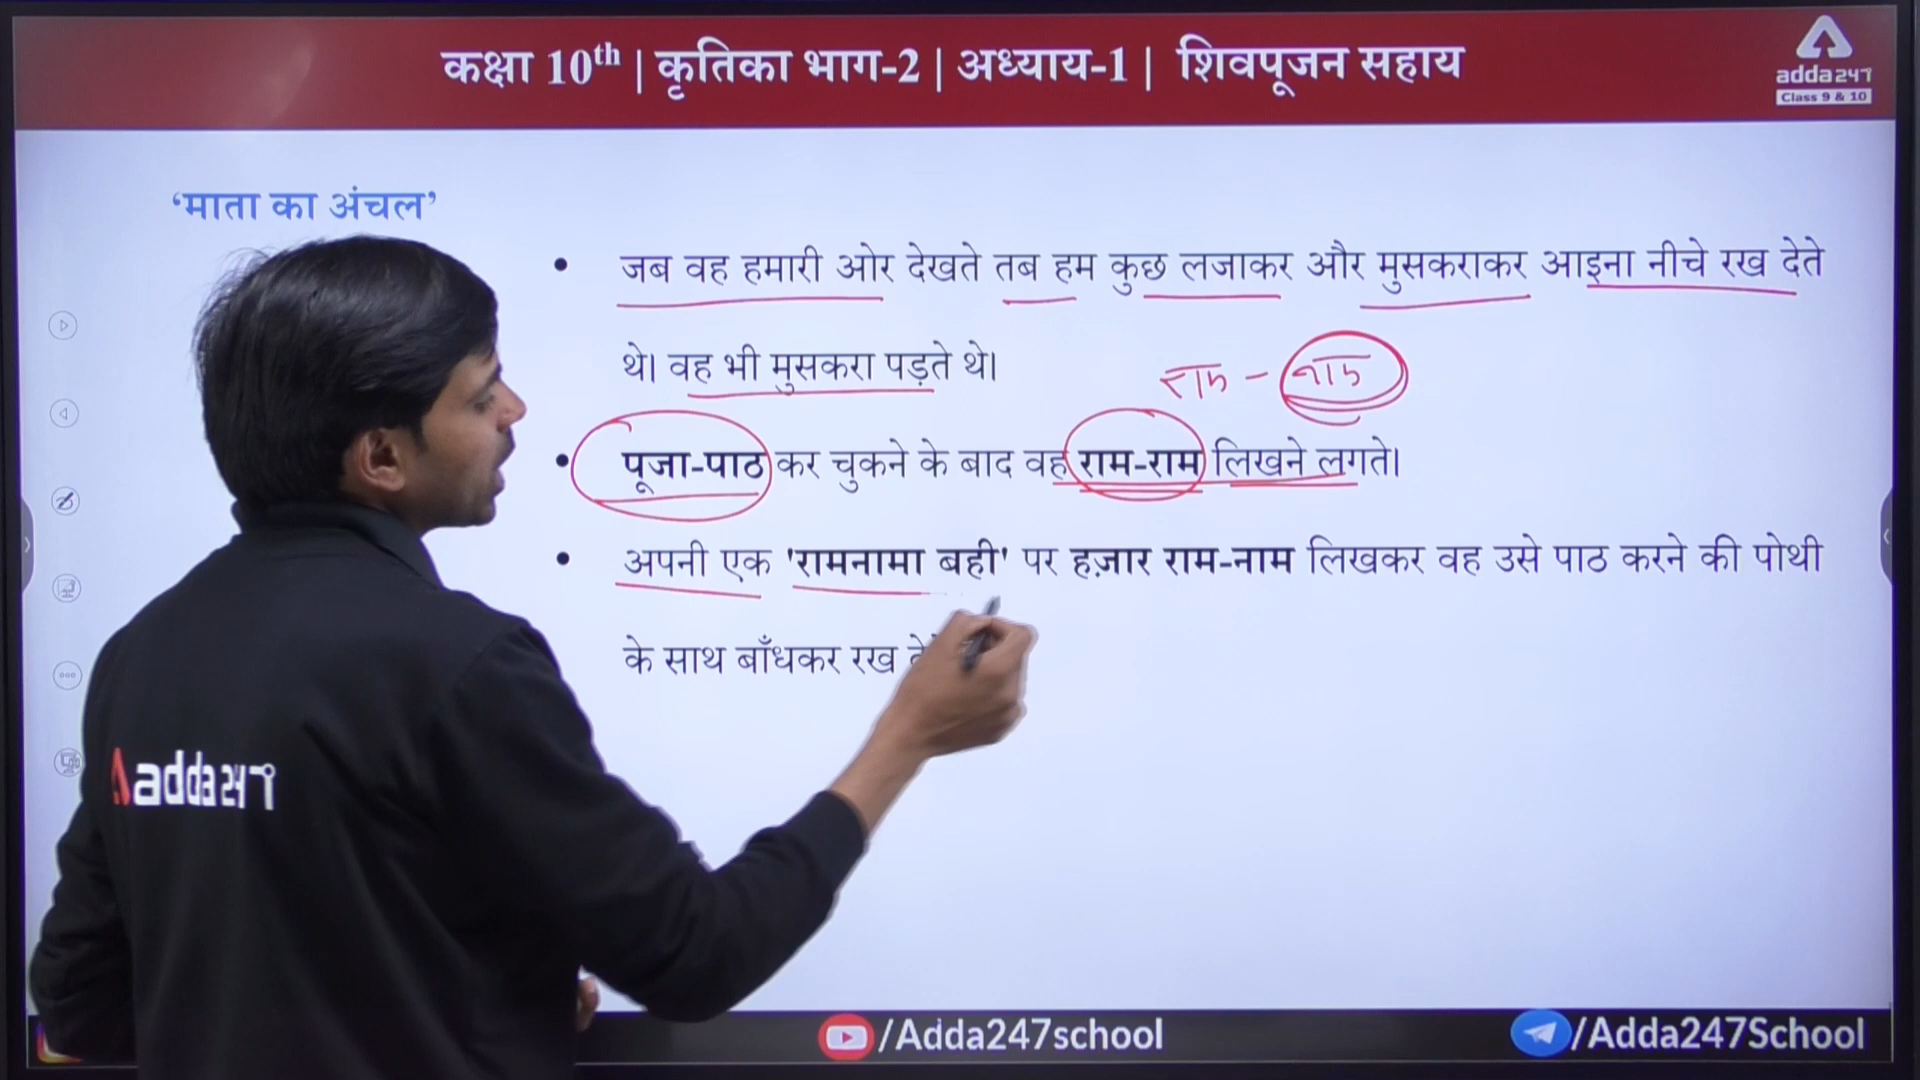 कक्षा 10th | कृतिका भाग-2 | अध्याय-1 | शिवपूजन सहाय
adda247
Class 9 & 10
‘माता का अंचल’
जब वह हमारी ओर देखते तब हम कुछ लजाकर और मुसकराकर आइना नीचे रख देते
थे। वह भी मुसकरा पड़ते थे।
राम - नाम
पूजा-पाठ कर चुकने के बाद वह राम-राम लिखने लगते।
अपनी एक 'रामनामा बही' पर हज़ार राम-नाम लिखकर वह उसे पाठ करने की पोथी
के साथ बाँधकर रख
adda247
/Adda247school
/Adda247School